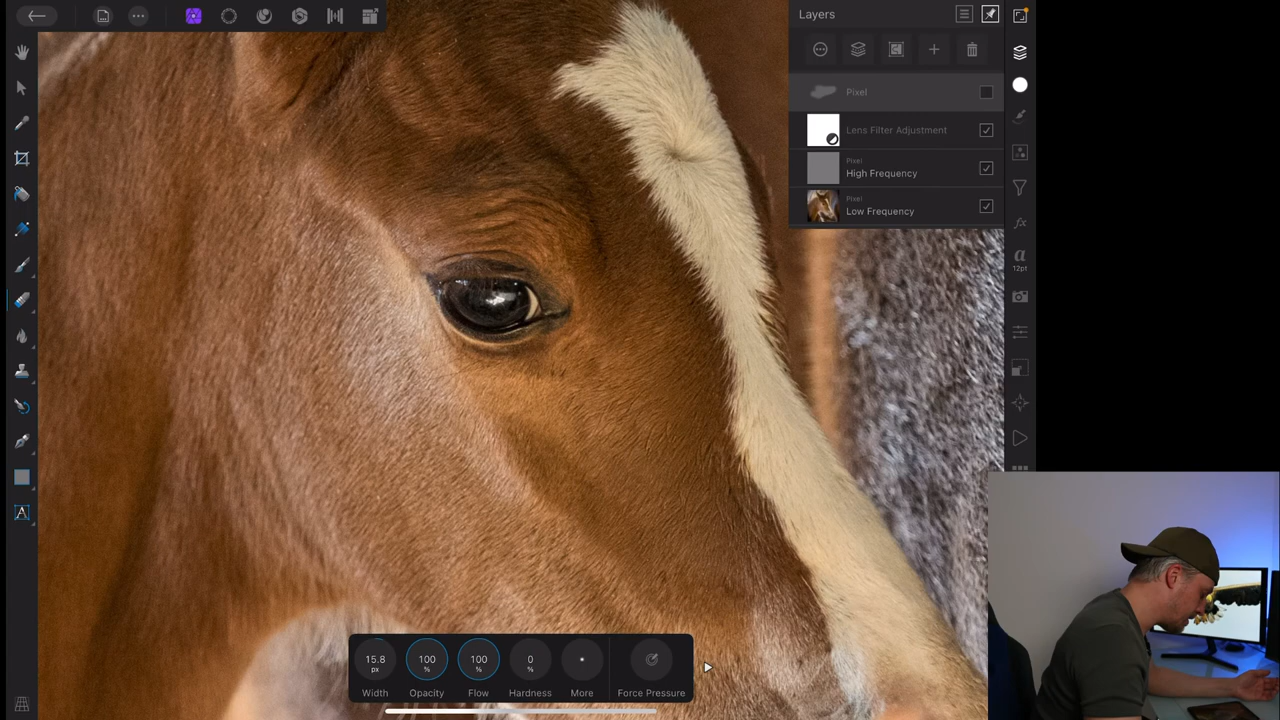 Layers
Pixel
Lens Filter Adjustment
Pixel
High Frequency
Pixel
Low Frequency
a
12pt
A
15.8
px
100
%
100
%
0
%
Width
Opacity
Flow
Hardness
More
Force Pressure